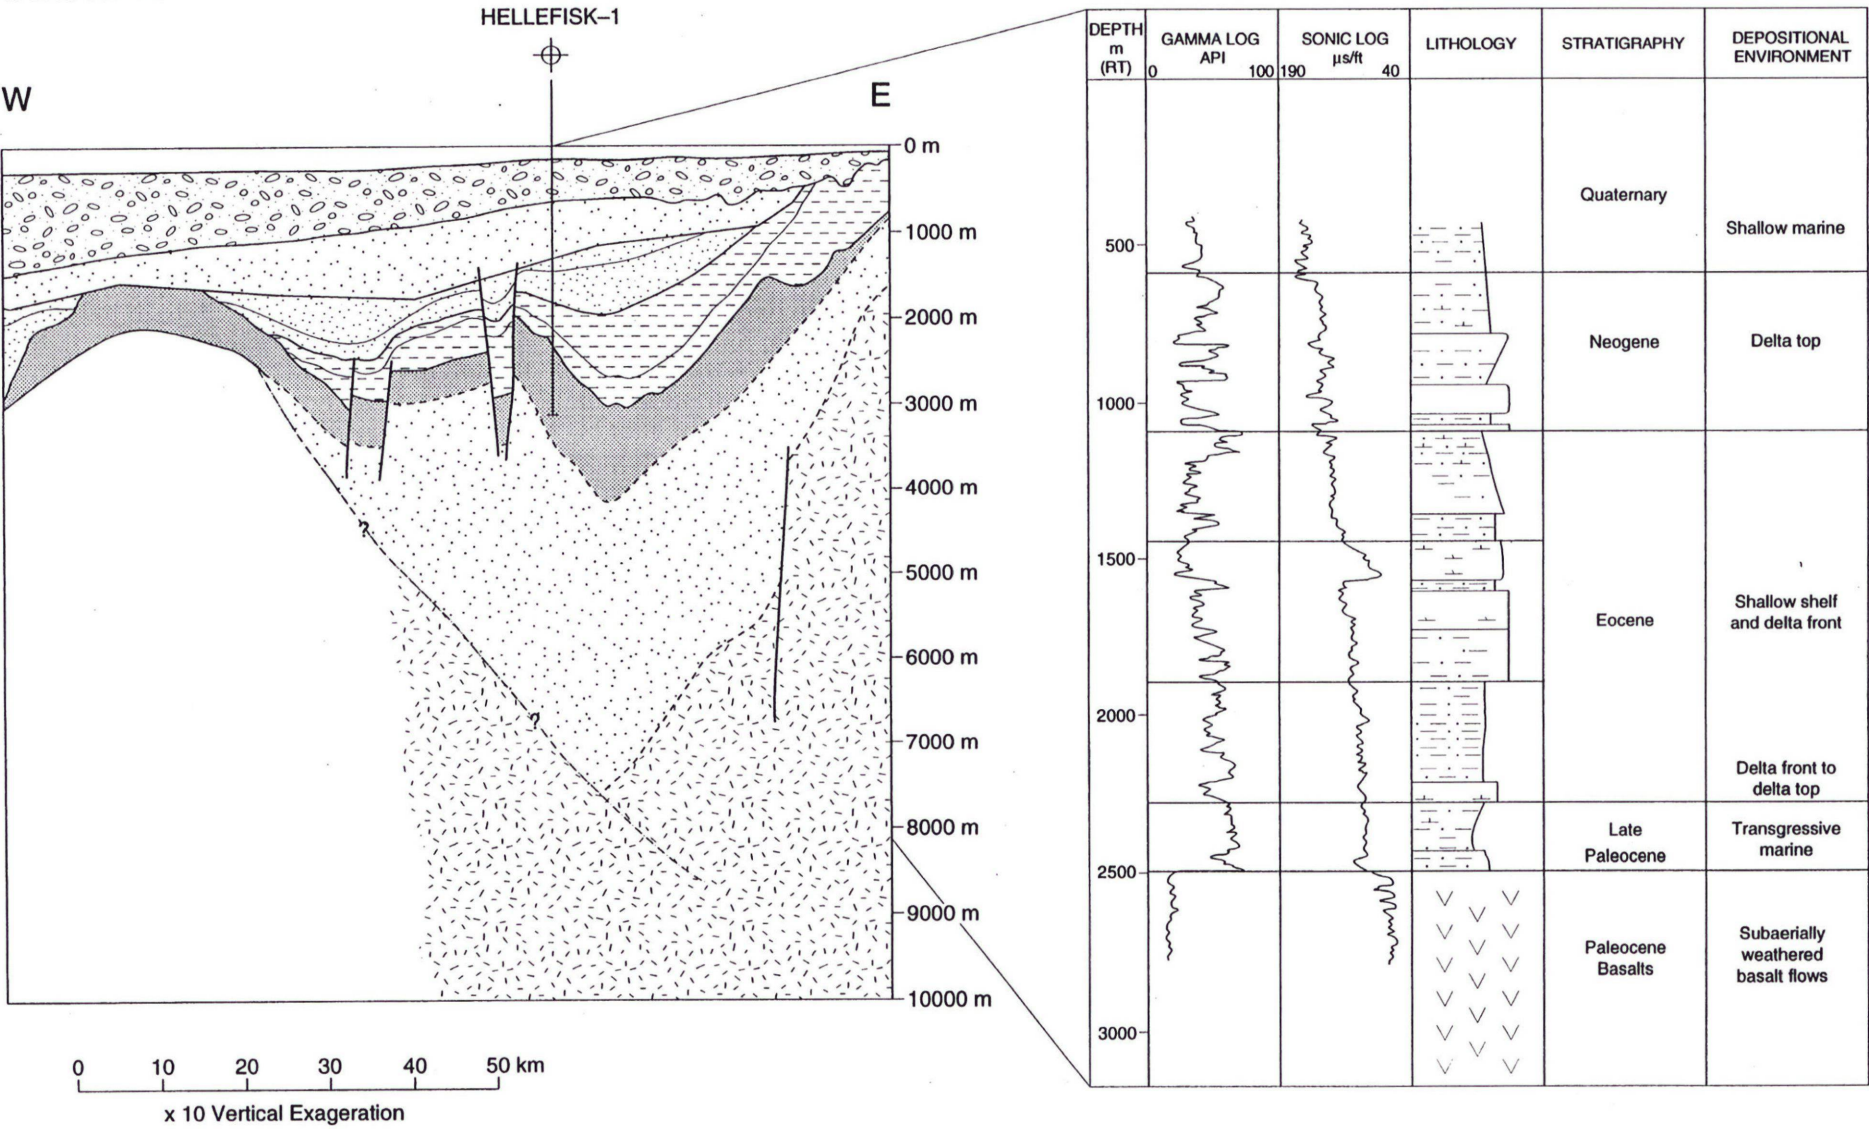 HELLEFISK–1
W
E
0 m
1000 m
2000 m
3000 m
4000 m
5000 m
6000 m
7000 m
8000 m
9000 m
10000 m
?
?
0 10 20 30 40 50 km
x 10 Vertical Exageration
DEPTH
m
(RT)
GAMMA LOG
API
0 100
SONIC LOG
µs/ft
190 40
LITHOLOGY
STRATIGRAPHY
DEPOSITIONAL
ENVIRONMENT
500
1000
1500
2000
2500
3000
Quaternary
Neogene
Eocene
Late
Paleocene
Paleocene
Basalts
Shallow marine
Delta top
Shallow shelf
and delta front
Delta front to
delta top
Transgressive
marine
Subaerially
weathered
basalt flows